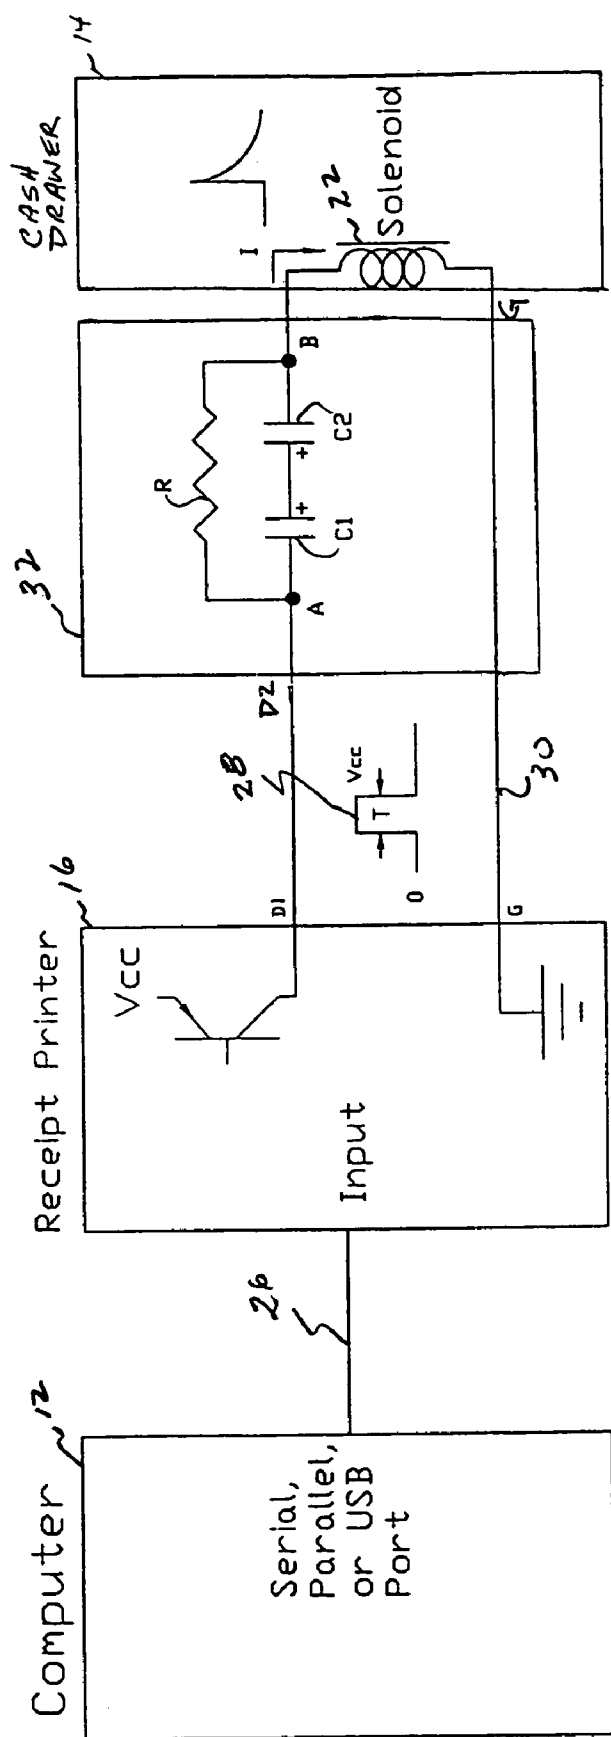 Computer
12
Serial,
Parallel,
or USB
Port
26
Receipt Printer
16
Vcc
Input
D1
G
28
O
T
Vcc
30
D2
32
R
A
B
+
+
C1
C2
G
CASH
DRAWER
14
I
22
Solenoid